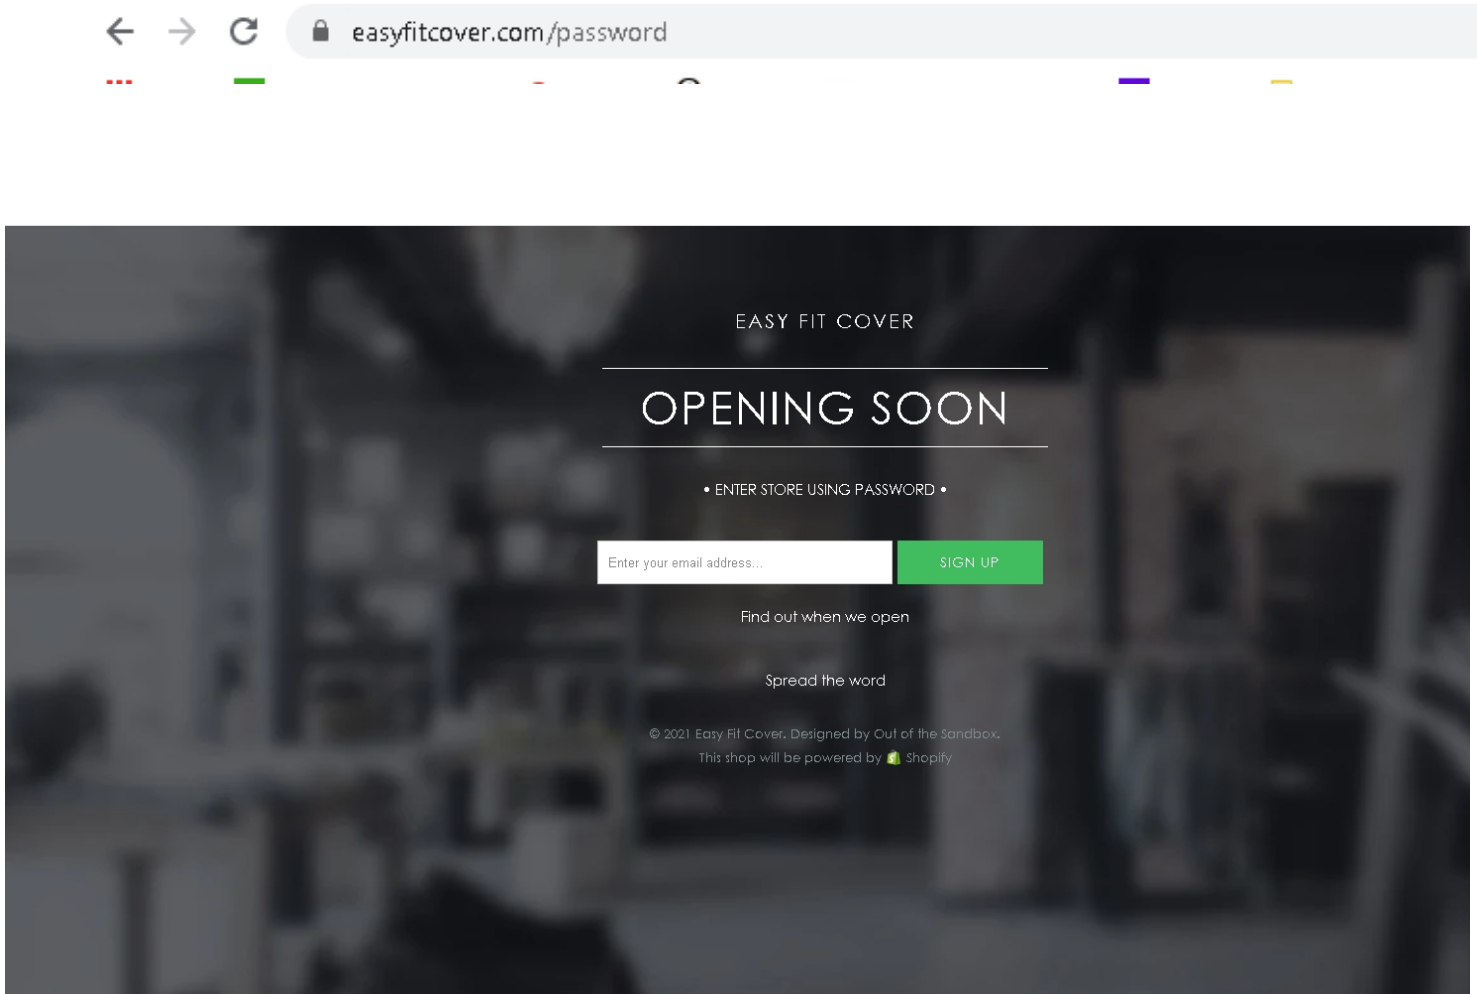 easyfitcover.com/password
EASY FIT COVER
OPENING SOON
• ENTER STORE USING PASSWORD •
Enter your email address...
SIGN UP
Find out when we open
Spread the word
© 2021 Easy Fit Cover. Designed by Out of the Sandbox.
This shop will be powered by Shopify